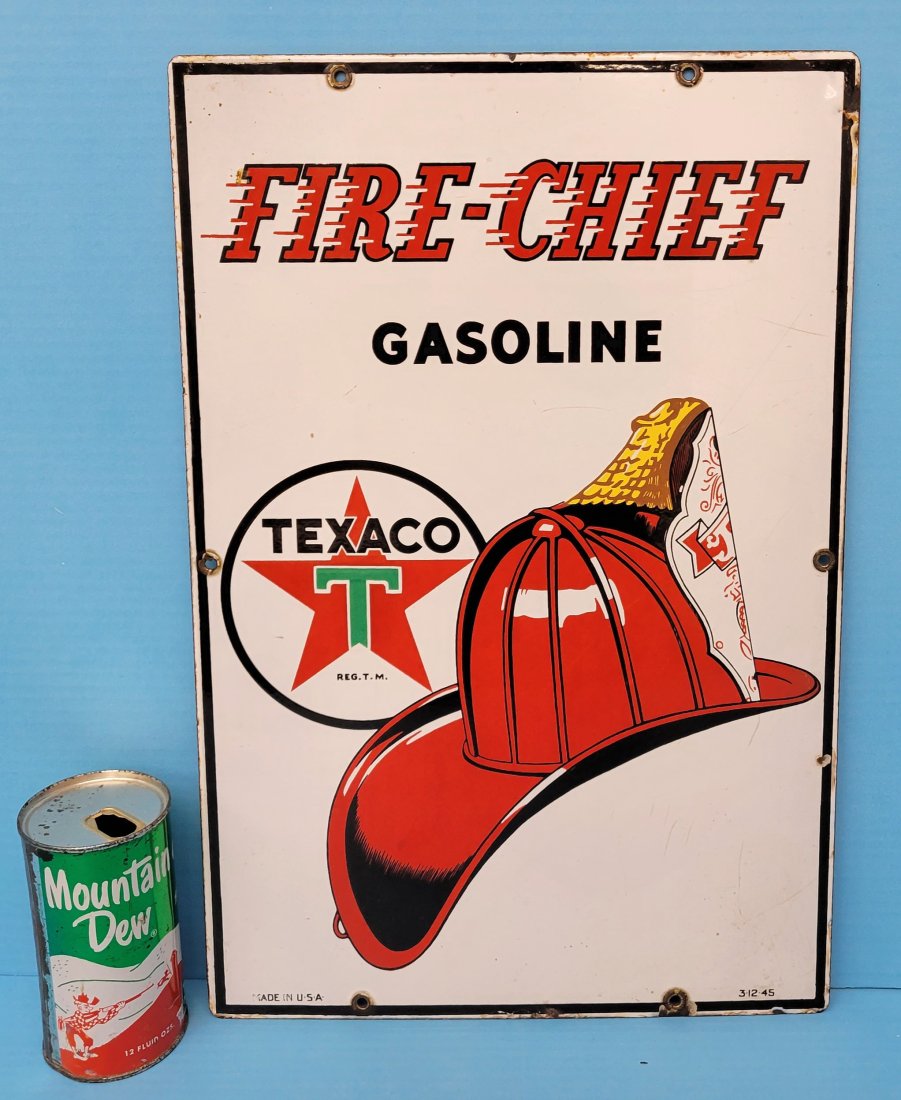 FIRE-CHIEF
GASOLINE
TEXACO
T
REG. T. M.
MADE IN U·S·A·
3·12·45
Mountain
Dew®
12 FLUID OZS.